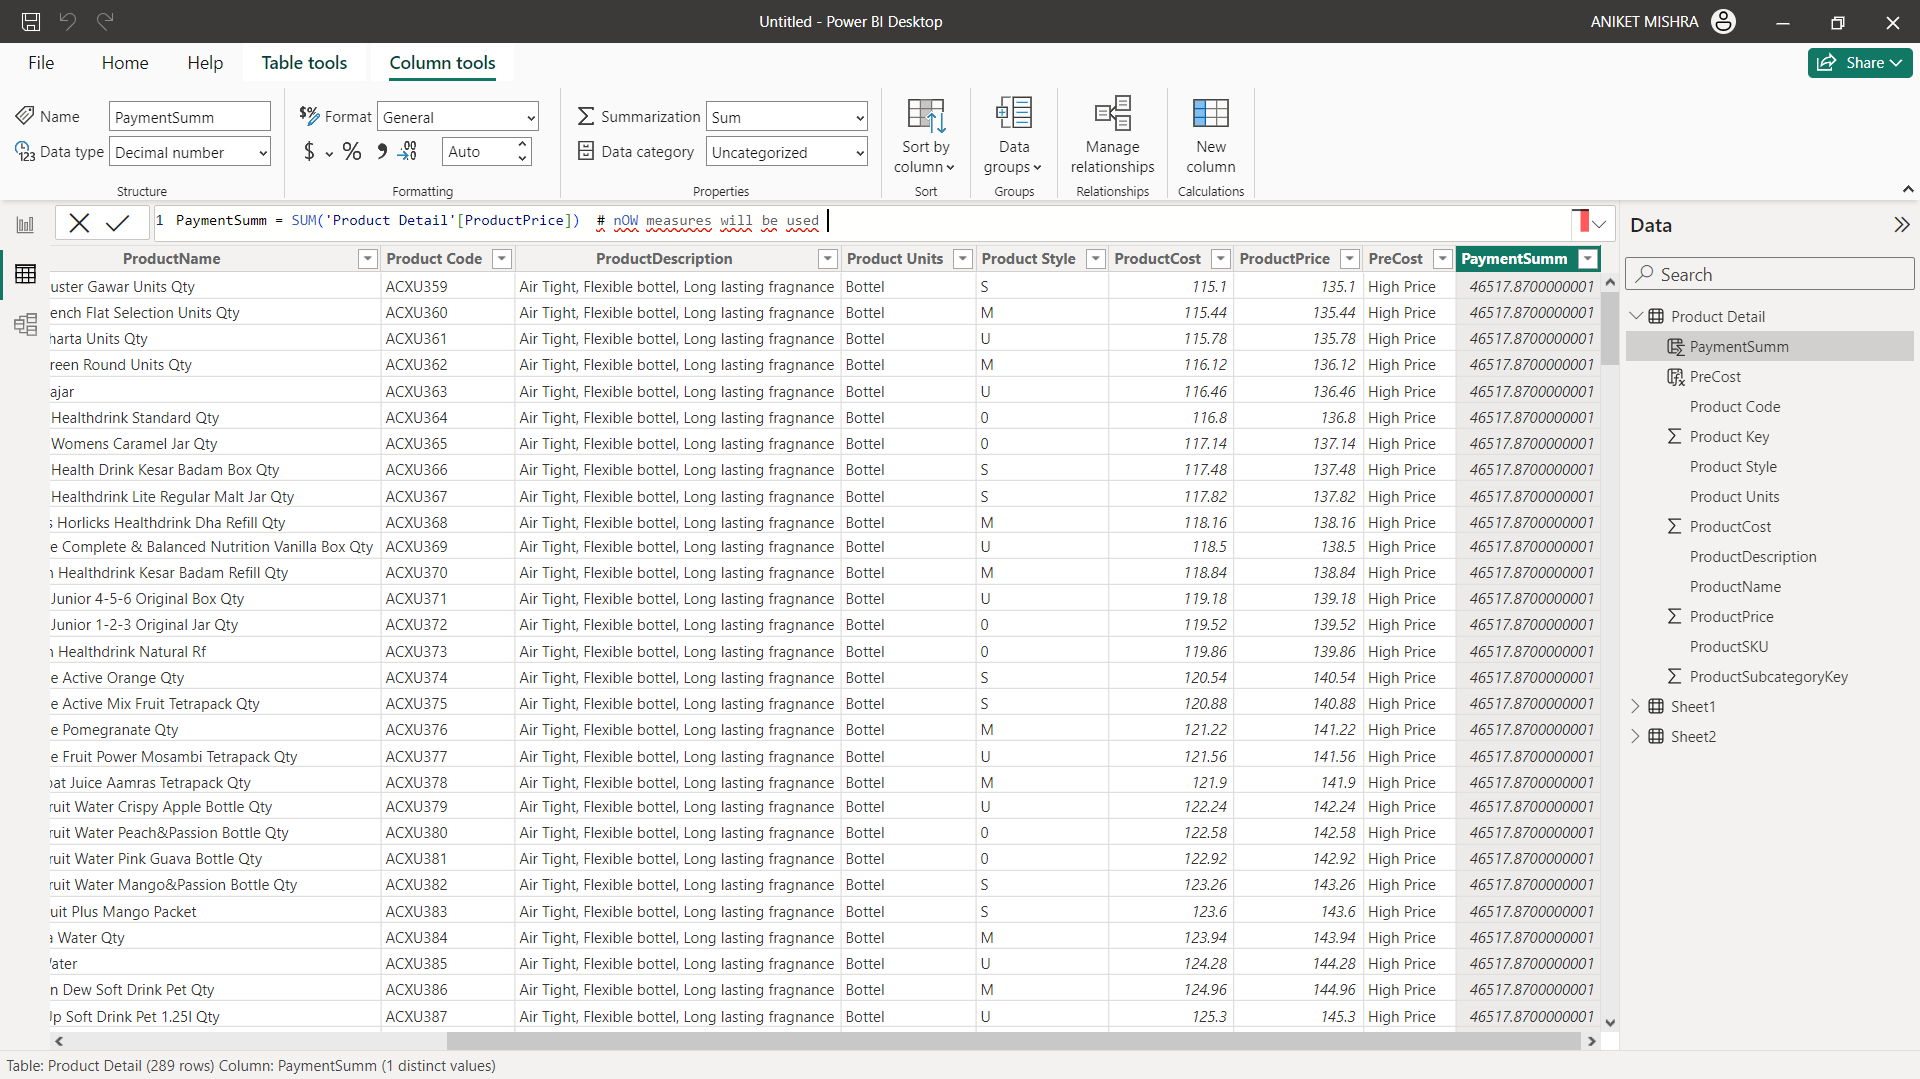 Untitled - Power BI Desktop
ANIKET MISHRA
File Home Help Table tools Column tools
Share
Name PaymentSumm
Data type Decimal number
Structure
Format General
$ % Auto
Formatting
Summarization Sum
Data category Uncategorized
Properties
Sort by column
Sort
Data groups
Groups
Manage relationships
Relationships
New column
Calculations
1 PaymentSumm = SUM('Product Detail'[ProductPrice]) # nOW measures will be used
ProductName Product Code ProductDescription Product Units Product Style ProductCost ProductPrice PreCost PaymentSumm
uster Gawar Units Qty ACXU359 Air Tight, Flexible bottel, Long lasting fragnance Bottel S 115.1 135.1 High Price 46517.8700000001
ench Flat Selection Units Qty ACXU360 Air Tight, Flexible bottel, Long lasting fragnance Bottel M 115.44 135.44 High Price 46517.8700000001
harta Units Qty ACXU361 Air Tight, Flexible bottel, Long lasting fragnance Bottel U 115.78 135.78 High Price 46517.8700000001
reen Round Units Qty ACXU362 Air Tight, Flexible bottel, Long lasting fragnance Bottel M 116.12 136.12 High Price 46517.8700000001
ajar ACXU363 Air Tight, Flexible bottel, Long lasting fragnance Bottel U 116.46 136.46 High Price 46517.8700000001
Healthdrink Standard Qty ACXU364 Air Tight, Flexible bottel, Long lasting fragnance Bottel 0 116.8 136.8 High Price 46517.8700000001
Womens Caramel Jar Qty ACXU365 Air Tight, Flexible bottel, Long lasting fragnance Bottel 0 117.14 137.14 High Price 46517.8700000001
Health Drink Kesar Badam Box Qty ACXU366 Air Tight, Flexible bottel, Long lasting fragnance Bottel S 117.48 137.48 High Price 46517.8700000001
Healthdrink Lite Regular Malt Jar Qty ACXU367 Air Tight, Flexible bottel, Long lasting fragnance Bottel S 117.82 137.82 High Price 46517.8700000001
s Horlicks Healthdrink Dha Refill Qty ACXU368 Air Tight, Flexible bottel, Long lasting fragnance Bottel M 118.16 138.16 High Price 46517.8700000001
e Complete & Balanced Nutrition Vanilla Box Qty ACXU369 Air Tight, Flexible bottel, Long lasting fragnance Bottel U 118.5 138.5 High Price 46517.8700000001
n Healthdrink Kesar Badam Refill Qty ACXU370 Air Tight, Flexible bottel, Long lasting fragnance Bottel M 118.84 138.84 High Price 46517.8700000001
Junior 4-5-6 Original Box Qty ACXU371 Air Tight, Flexible bottel, Long lasting fragnance Bottel U 119.18 139.18 High Price 46517.8700000001
Junior 1-2-3 Original Jar Qty ACXU372 Air Tight, Flexible bottel, Long lasting fragnance Bottel 0 119.52 139.52 High Price 46517.8700000001
n Healthdrink Natural Rf ACXU373 Air Tight, Flexible bottel, Long lasting fragnance Bottel 0 119.86 139.86 High Price 46517.8700000001
e Active Orange Qty ACXU374 Air Tight, Flexible bottel, Long lasting fragnance Bottel S 120.54 140.54 High Price 46517.8700000001
e Active Mix Fruit Tetrapack Qty ACXU375 Air Tight, Flexible bottel, Long lasting fragnance Bottel S 120.88 140.88 High Price 46517.8700000001
e Pomegranate Qty ACXU376 Air Tight, Flexible bottel, Long lasting fragnance Bottel M 121.22 141.22 High Price 46517.8700000001
e Fruit Power Mosambi Tetrapack Qty ACXU377 Air Tight, Flexible bottel, Long lasting fragnance Bottel U 121.56 141.56 High Price 46517.8700000001
oat Juice Aamras Tetrapack Qty ACXU378 Air Tight, Flexible bottel, Long lasting fragnance Bottel M 121.9 141.9 High Price 46517.8700000001
ruit Water Crispy Apple Bottle Qty ACXU379 Air Tight, Flexible bottel, Long lasting fragnance Bottel U 122.24 142.24 High Price 46517.8700000001
ruit Water Peach&Passion Bottle Qty ACXU380 Air Tight, Flexible bottel, Long lasting fragnance Bottel 0 122.58 142.58 High Price 46517.8700000001
ruit Water Pink Guava Bottle Qty ACXU381 Air Tight, Flexible bottel, Long lasting fragnance Bottel 0 122.92 142.92 High Price 46517.8700000001
ruit Water Mango&Passion Bottle Qty ACXU382 Air Tight, Flexible bottel, Long lasting fragnance Bottel S 123.26 143.26 High Price 46517.8700000001
uit Plus Mango Packet ACXU383 Air Tight, Flexible bottel, Long lasting fragnance Bottel S 123.6 143.6 High Price 46517.8700000001
a Water Qty ACXU384 Air Tight, Flexible bottel, Long lasting fragnance Bottel M 123.94 143.94 High Price 46517.8700000001
Vater ACXU385 Air Tight, Flexible bottel, Long lasting fragnance Bottel U 124.28 144.28 High Price 46517.8700000001
n Dew Soft Drink Pet Qty ACXU386 Air Tight, Flexible bottel, Long lasting fragnance Bottel M 124.96 144.96 High Price 46517.8700000001
Up Soft Drink Pet 1.25l Qty ACXU387 Air Tight, Flexible bottel, Long lasting fragnance Bottel U 125.3 145.3 High Price 46517.8700000001
Data
Search
Product Detail
PaymentSumm
PreCost
Product Code
Product Key
Product Style
Product Units
ProductCost
ProductDescription
ProductName
ProductPrice
ProductSKU
ProductSubcategoryKey
Sheet1
Sheet2
Table: Product Detail (289 rows) Column: PaymentSumm (1 distinct values)